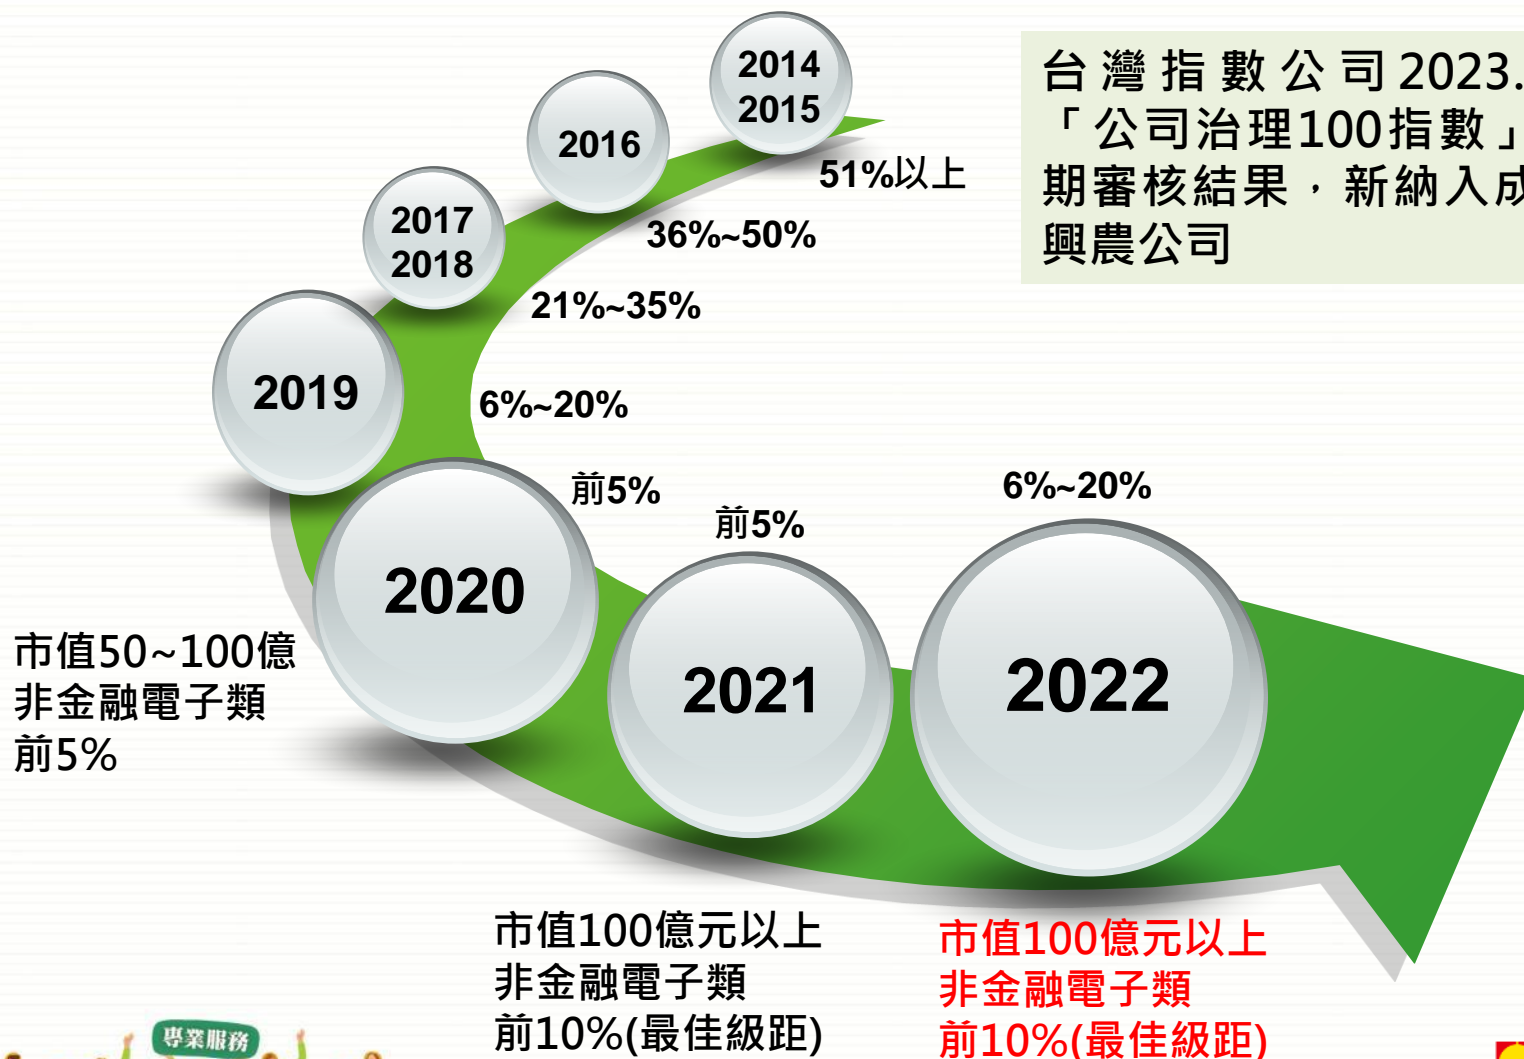 2014
2015
51%以上
2016
36%~50%
2017
2018
21%~35%
2019
6%~20%
2020
前5%
市值50~100億
非金融電子類
前5%
2021
前5%
市值100億元以上
非金融電子類
前10%(最佳級距)
2022
6%~20%
市值100億元以上
非金融電子類
前10%(最佳級距)
台灣指數公司2023.
「公司治理100指數」
期審核結果，新納入成
興農公司
專業服務